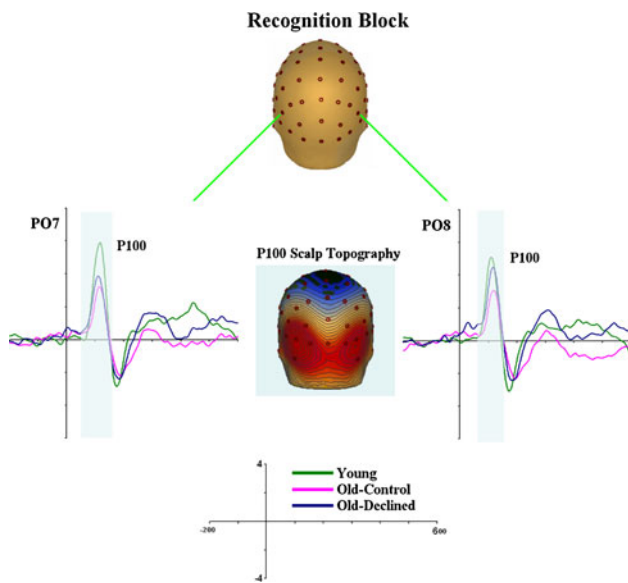 Recognition Block
PO7
P100
P100 Scalp Topography
PO8
P100
4
Young
Old-Control
Old-Declined
-200
600
-4